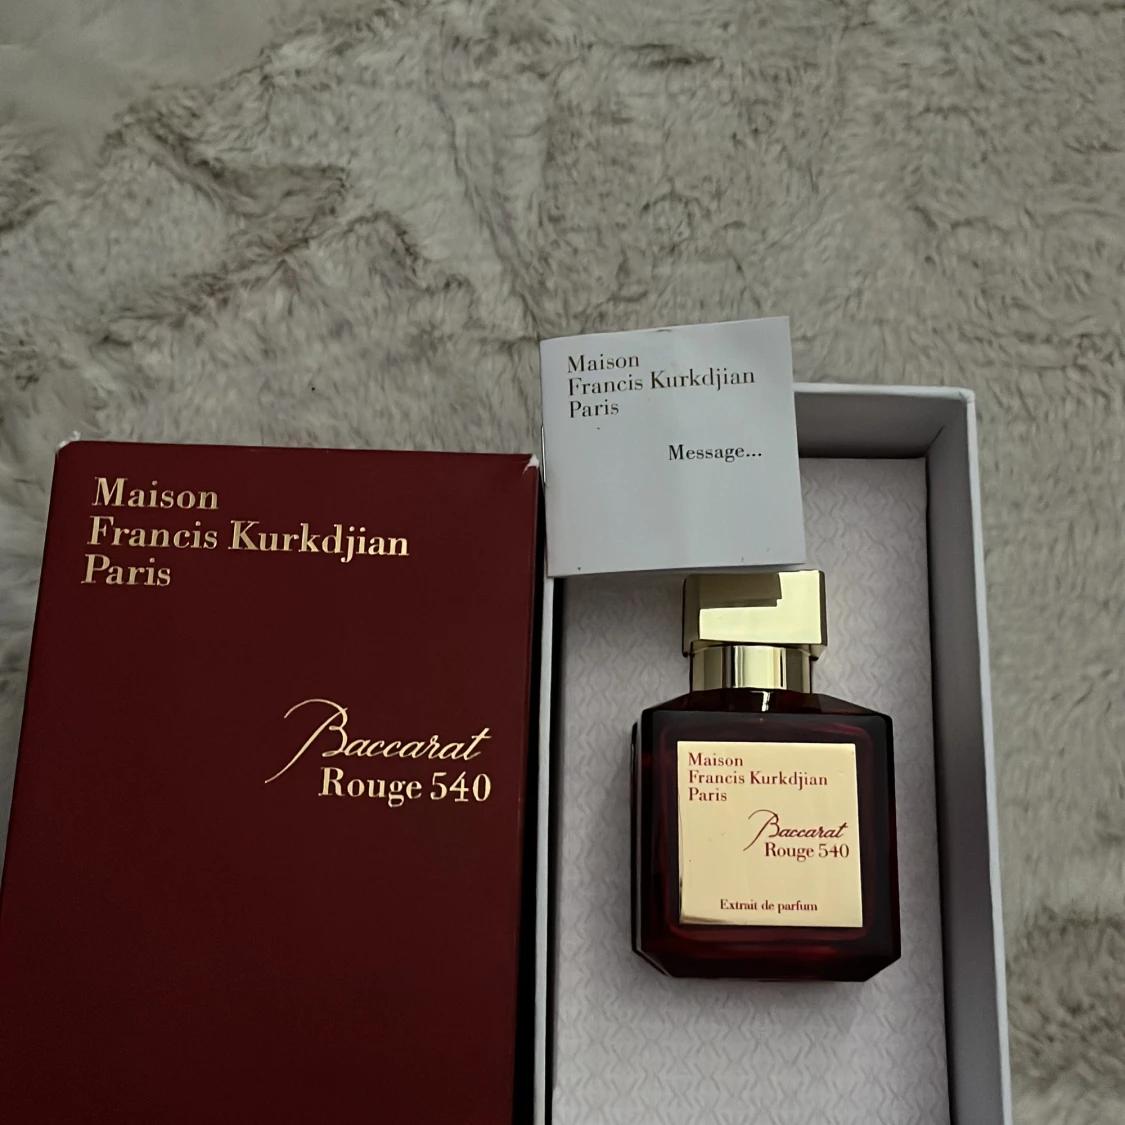 Maison
Francis Kurkdjian
Paris
Message...
Maison
Francis Kurkdjian
Paris
Baccarat
Rouge 540
Maison
Francis Kurkdjian
Paris
Baccarat
Rouge 540
Extrait de parfum